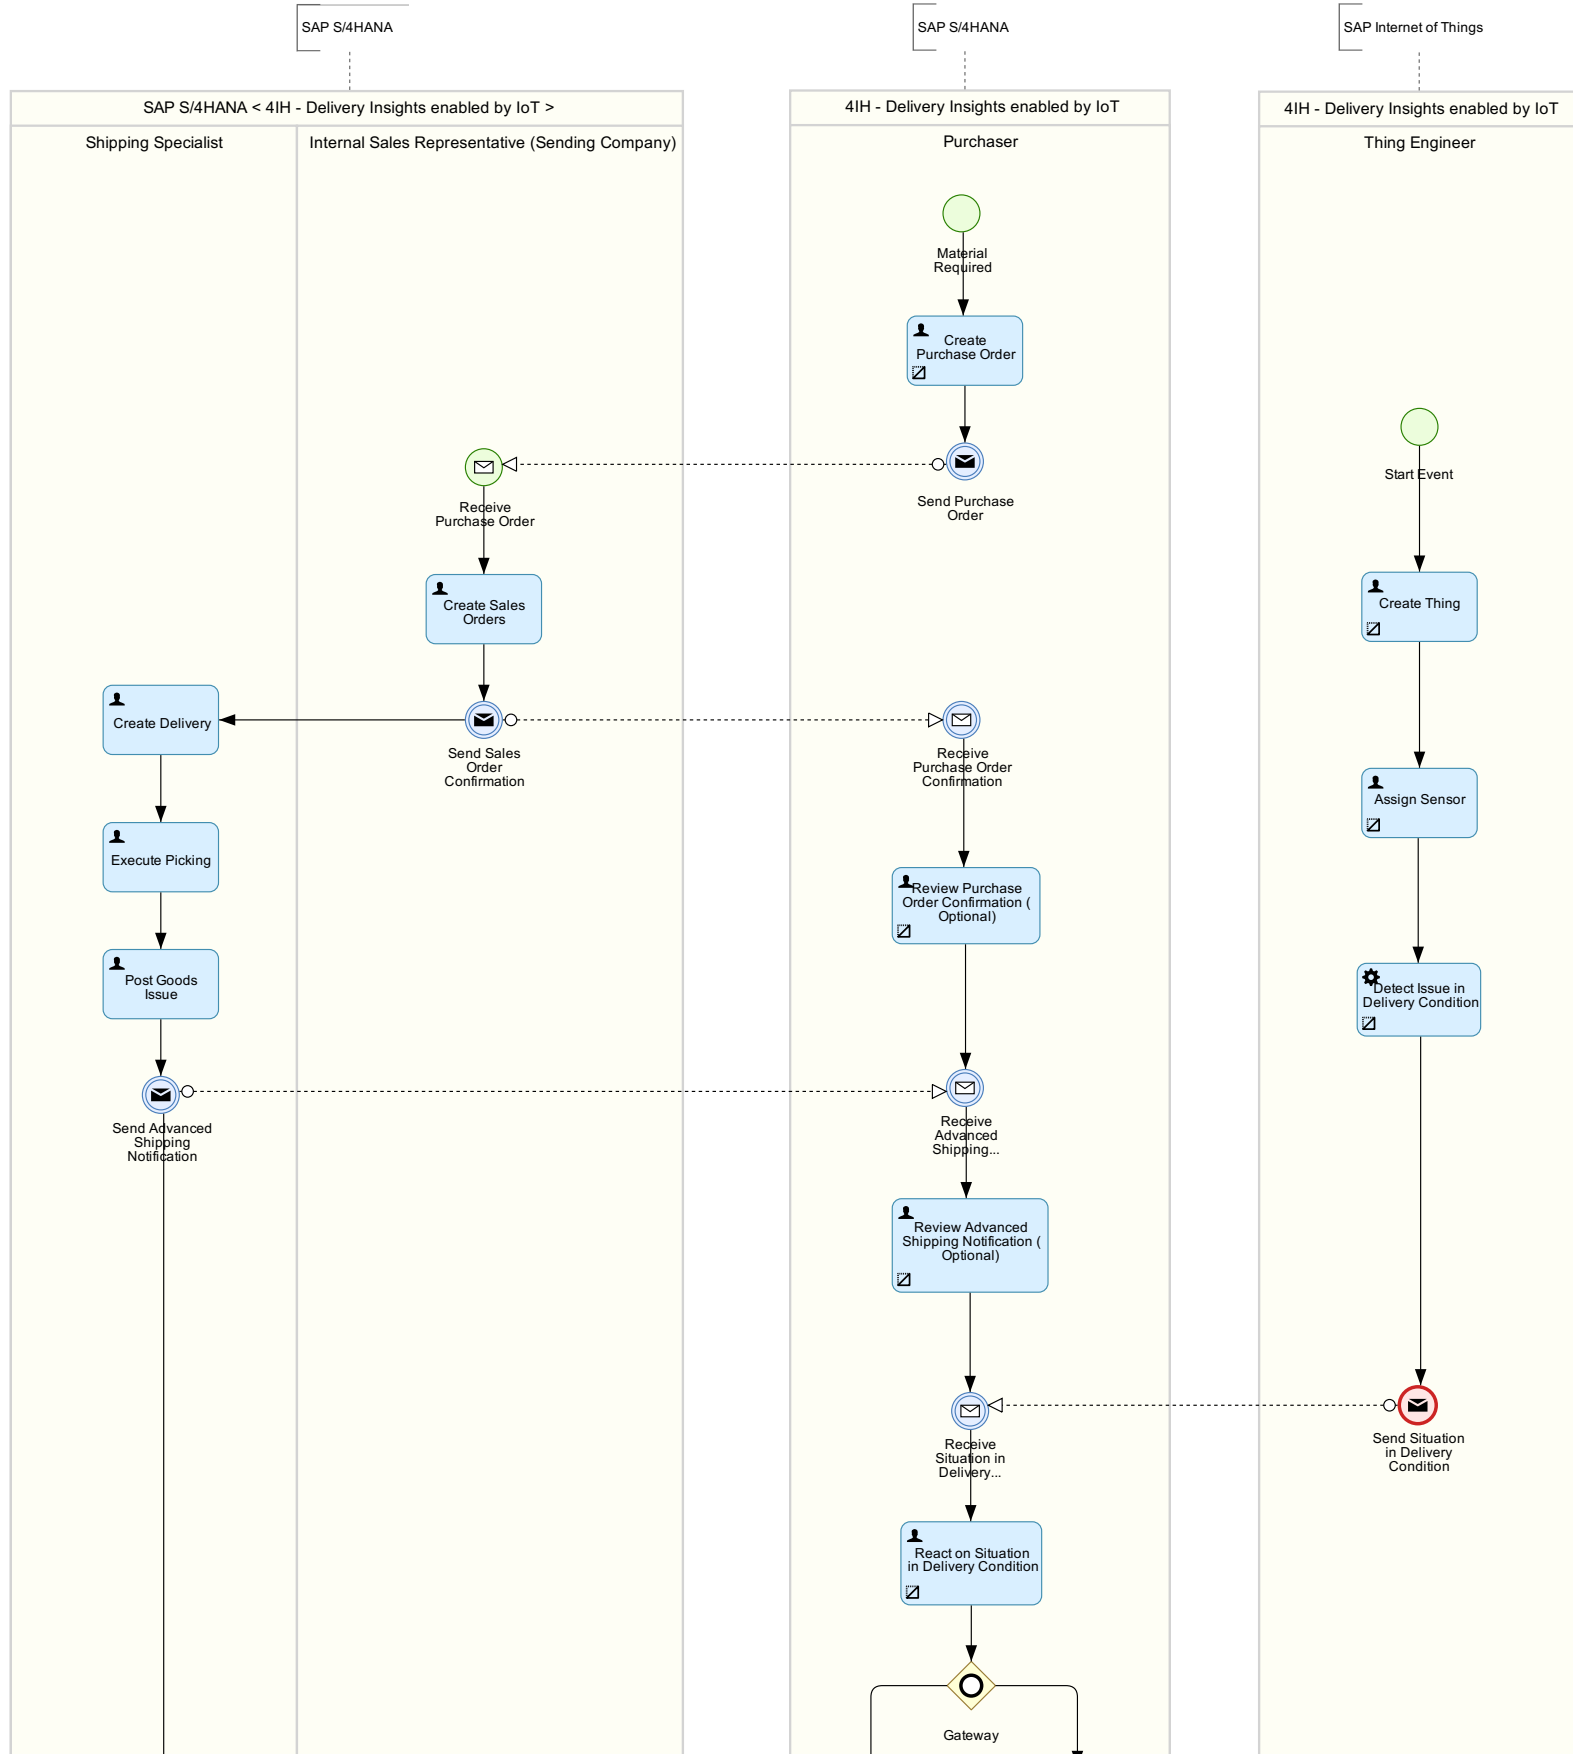 SAP S/4HANA
SAP S/4HANA
SAP Internet of Things
SAP S/4HANA < 4IH - Delivery Insights enabled by IoT >
4IH - Delivery Insights enabled by IoT
4IH - Delivery Insights enabled by IoT
Shipping Specialist
Internal Sales Representative (Sending Company)
Purchaser
Thing Engineer
Material
Required
Create
Purchase Order
Send Purchase
Order
Start Event
Receive
Purchase Order
Create Sales
Orders
Create Thing
Create Delivery
Send Sales
Order
Confirmation
Receive
Purchase Order
Confirmation
Assign Sensor
Execute Picking
Review Purchase
Order Confirmation (
Optional)
Post Goods
Issue
Detect Issue in
Delivery Condition
Send Advanced
Shipping
Notification
Receive
Advanced
Shipping...
Review Advanced
Shipping Notification (
Optional)
Receive
Situation in
Delivery...
Send Situation
in Delivery
Condition
React on Situation
in Delivery Condition
Gateway